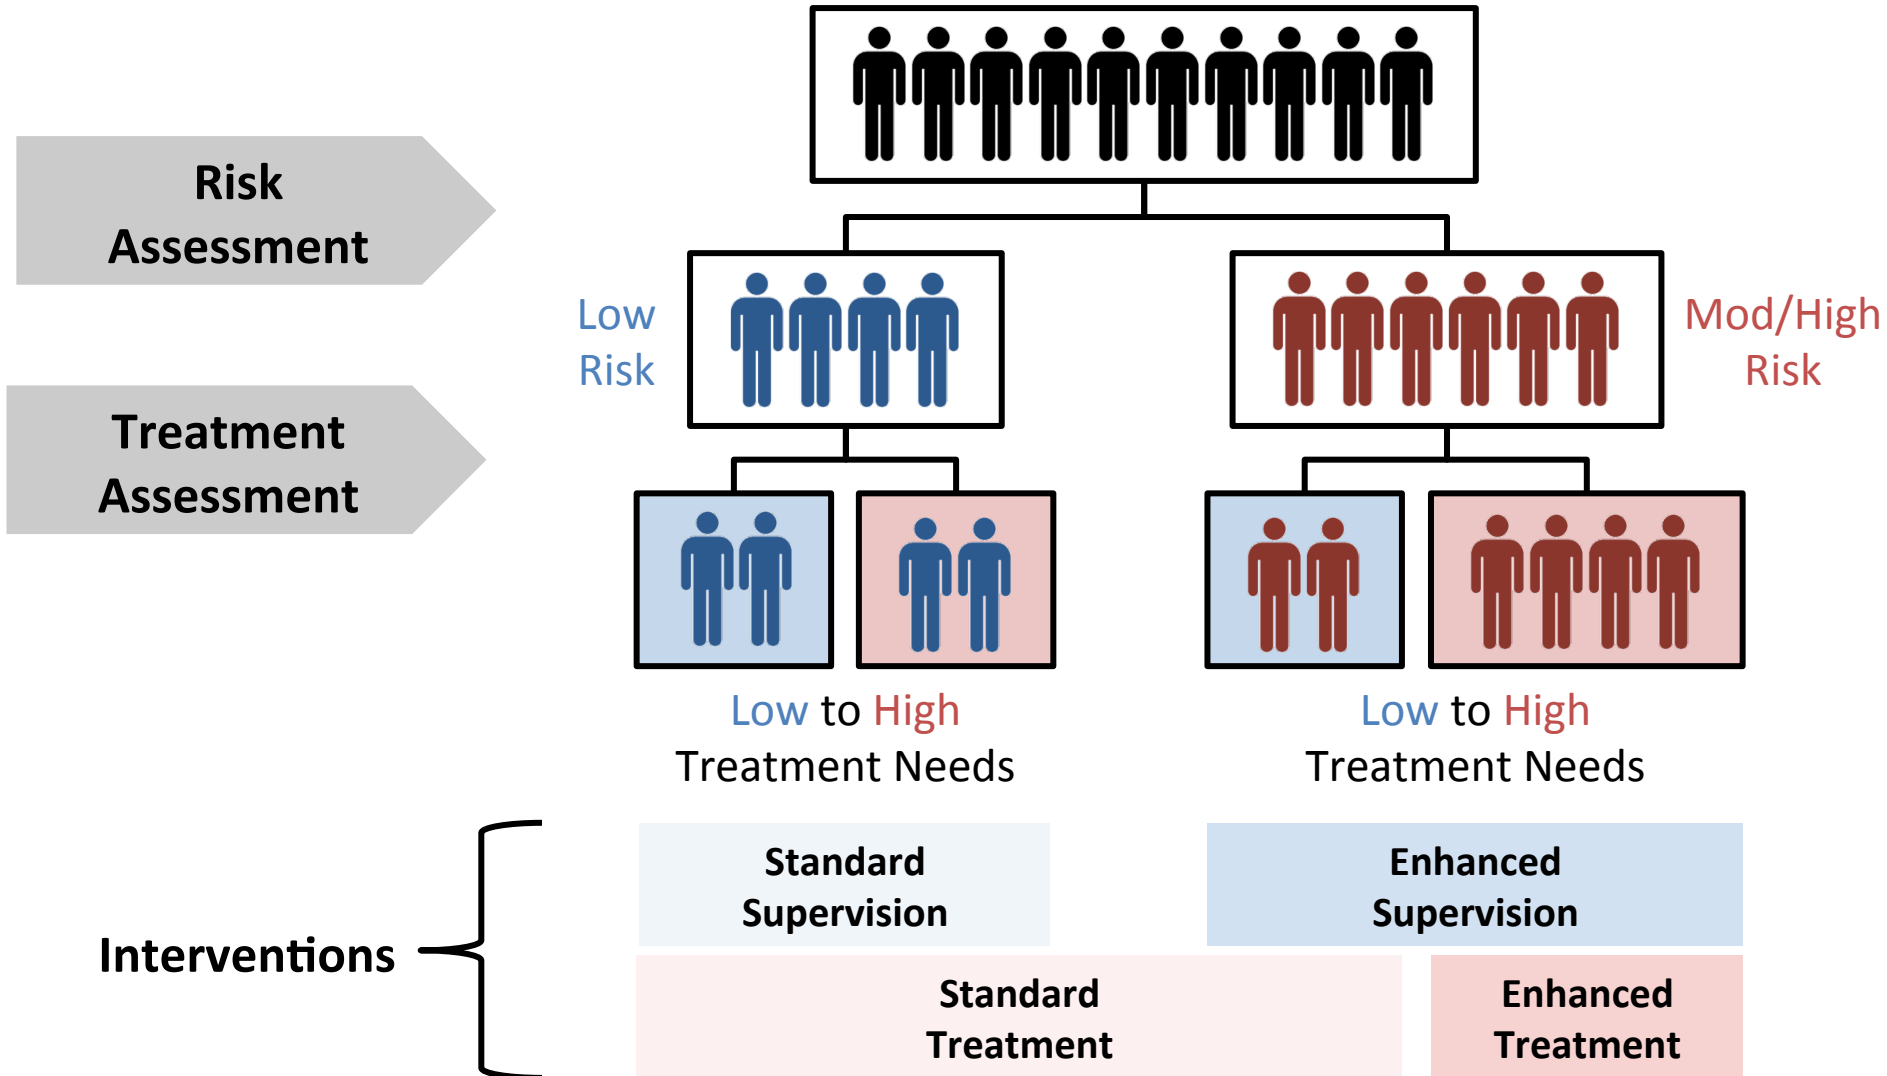 Risk
Assessment
Low
Risk
Mod/High
Risk
Treatment
Assessment
Low to High
Treatment Needs
Low to High
Treatment Needs
Interventions
Standard
Supervision
Enhanced
Supervision
Standard
Treatment
Enhanced
Treatment